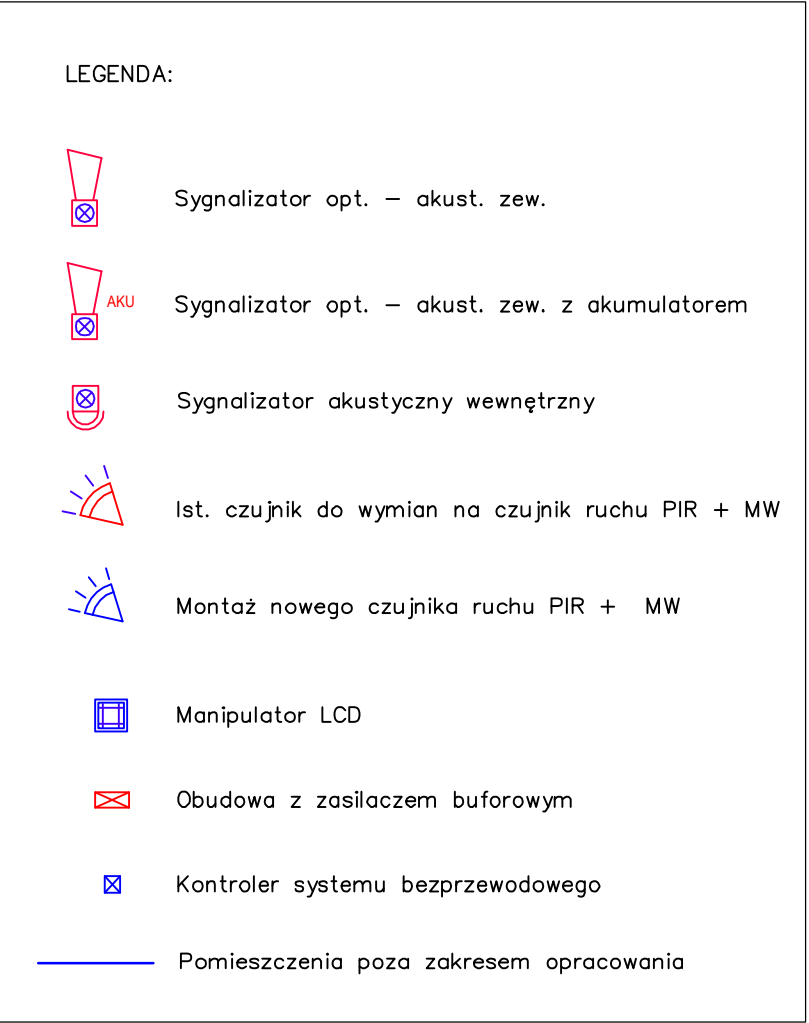 LEGENDA:
Sygnalizator opt. – akust. zew.
AKU Sygnalizator opt. – akust. zew. z akumulatorem
Sygnalizator akustyczny wewnętrzny
Ist. czujnik do wymian na czujnik ruchu PIR + MW
Montaż nowego czujnika ruchu PIR + MW
Manipulator LCD
Obudowa z zasilaczem buforowym
Kontroler systemu bezprzewodowego
Pomieszczenia poza zakresem opracowania